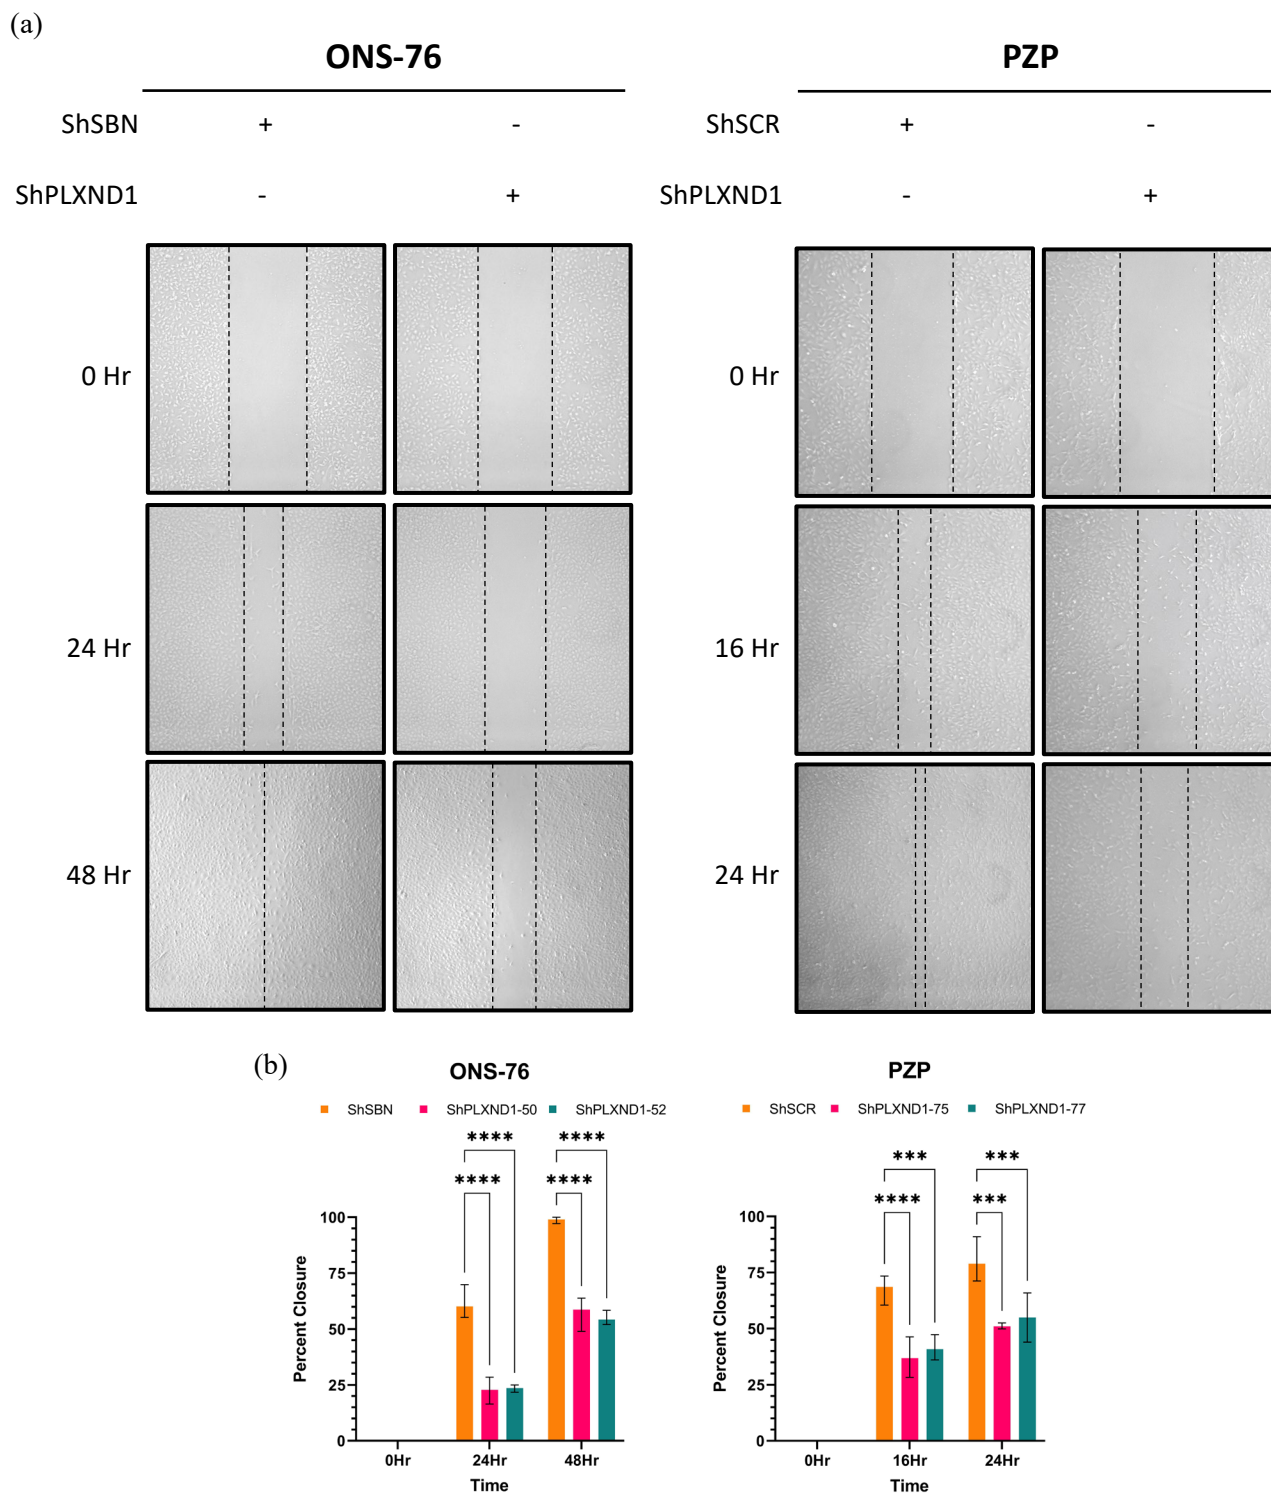 (a)
ONS-76
PZP
ShSBN + - ShSCR + -
ShPLXND1 - + ShPLXND1 - +
0 Hr 0 Hr
24 Hr 16 Hr
48 Hr 24 Hr
(b)
ONS-76
ShSBN ShPLXND1-50 ShPLXND1-52
**** ****
**** ****
100
75
50
25
0
Percent Closure
0Hr 24Hr 48Hr
Time
PZP
ShSCR ShPLXND1-75 ShPLXND1-77
*** ***
**** ***
100
75
50
25
0
Percent Closure
0Hr 16Hr 24Hr
Time